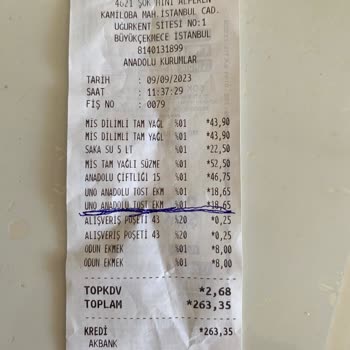 4621 ŞOK MİNİ ALPEREN
KAMİLOBA MAH.İSTANBUL CAD.
UĞURKENT SİTESİ NO:1
BÜYÜKÇEKMECE İSTANBUL
8140131899
ANADOLU KURUMLAR
TARİH : 09/09/2023
SAAT : 11:37:29
FİŞ NO : 0079
MİS DİLİMLİ TAM YAĞL %01 *43,90
MİS DİLİMLİ TAM YAĞL %01 *43,90
SAKA SU 5 LT %01 *22,50
MİS TAM YAĞLI SÜZME %01 *52,50
ANADOLU ÇİFTLİĞİ 15 %01 *46,75
UNO ANADOLU TOST EKM %01 *18,65
UNO ANADOLU TOST EKM %01 *18,65
ALIŞVERİŞ POŞETİ 43 %20 *0,25
ALIŞVERİŞ POŞETİ 43 %20 *0,25
ODUN EKMEK %01 *8,00
ODUN EKMEK %01 *8,00
TOPKDV *2,68
TOPLAM *263,35
KREDİ *263,35
AKBANK